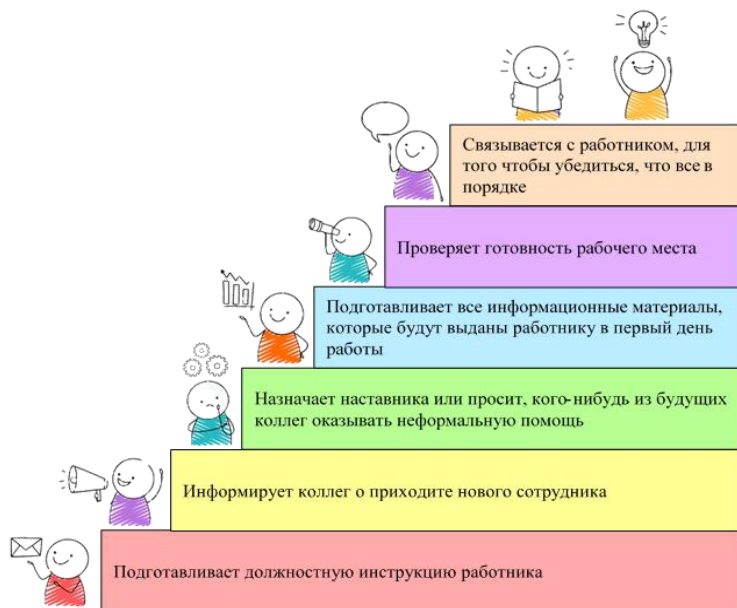 Связывается с работником, для
того чтобы убедиться, что все в
порядке
Проверяет готовность рабочего места
Подготавливает все информационные материалы,
которые будут выданы работнику в первый день
работы
Назначает наставника или просит, кого-нибудь из будущих
коллег оказывать неформальную помощь
Информирует коллег о приходите нового сотрудника
Подготавливает должностную инструкцию работника